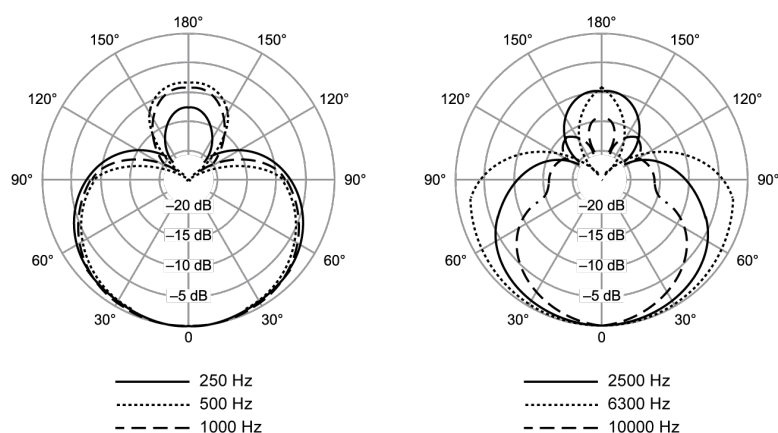 180°
150° 150°
120° 120°
90° 90°
–20 dB
–15 dB
60° 60°
–10 dB
–5 dB
30° 30°
0
250 Hz
500 Hz
1000 Hz
180°
150° 150°
120° 120°
90° 90°
–20 dB
–15 dB
60° 60°
–10 dB
–5 dB
30° 30°
0
2500 Hz
6300 Hz
10000 Hz